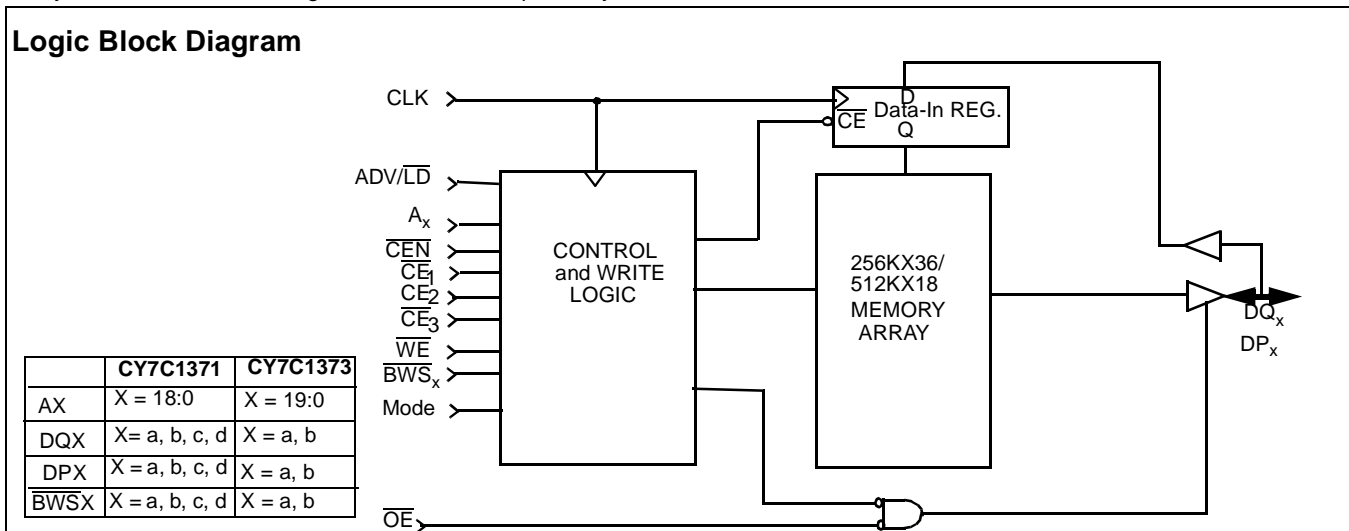 Logic Block Diagram
CLK
D
CE Data-In REG.
Q
ADV/LD
Ax
CEN
CE1
CE2
CE3
WE
BWSx
Mode
OE
CONTROL
and WRITE
LOGIC
256KX36/
512KX18
MEMORY
ARRAY
DQx
DPx
CY7C1371 CY7C1373
AX X = 18:0 X = 19:0
DQX X= a, b, c, d X = a, b
DPX X = a, b, c, d X = a, b
BWSX X = a, b, c, d X = a, b